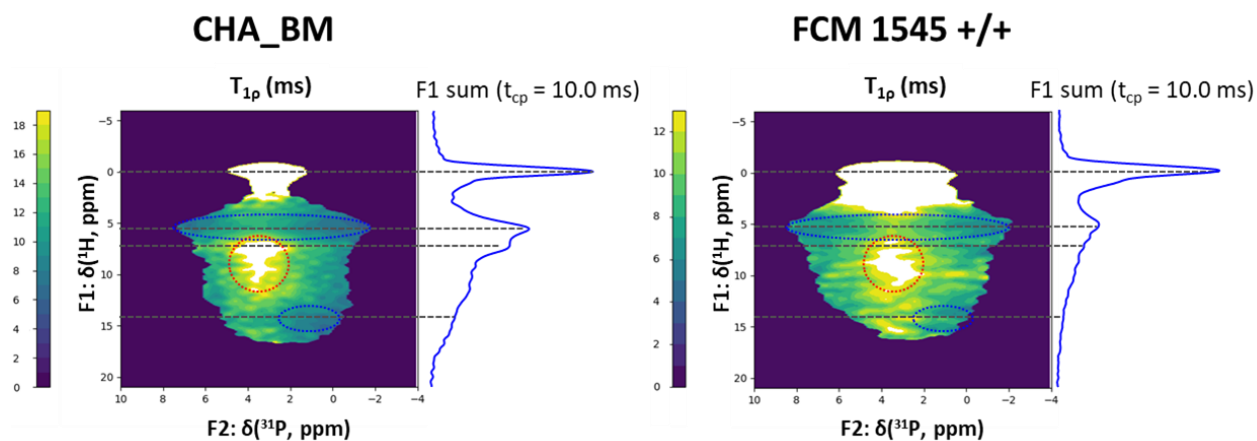 CHA_BM
FCM 1545 +/+
T1ρ (ms)
F1 sum (tcp = 10.0 ms)
T1ρ (ms)
F1 sum (tcp = 10.0 ms)
18
16
14
12
10
8
6
4
2
0
F1: δ(¹H, ppm)
−5
0
5
10
15
20
10 8 6 4 2 0 −2 −4
F2: δ(³¹P, ppm)
12
10
8
6
4
2
0
F1: δ(¹H, ppm)
−5
0
5
10
15
20
10 8 6 4 2 0 −2 −4
F2: δ(³¹P, ppm)